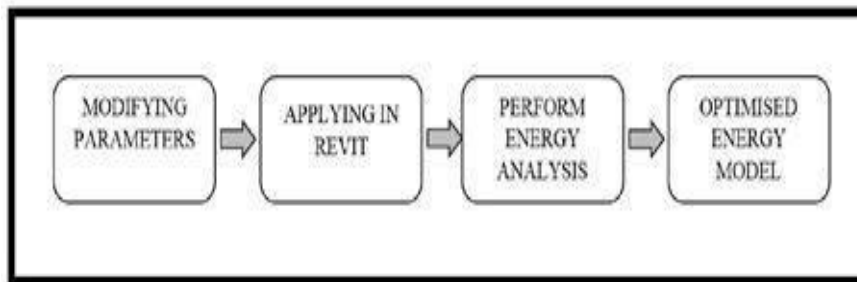 MODIFYING
PARAMETERS
APPLYING IN
REVIT
PERFORM
ENERGY
ANALYSIS
OPTIMISED
ENERGY
MODEL